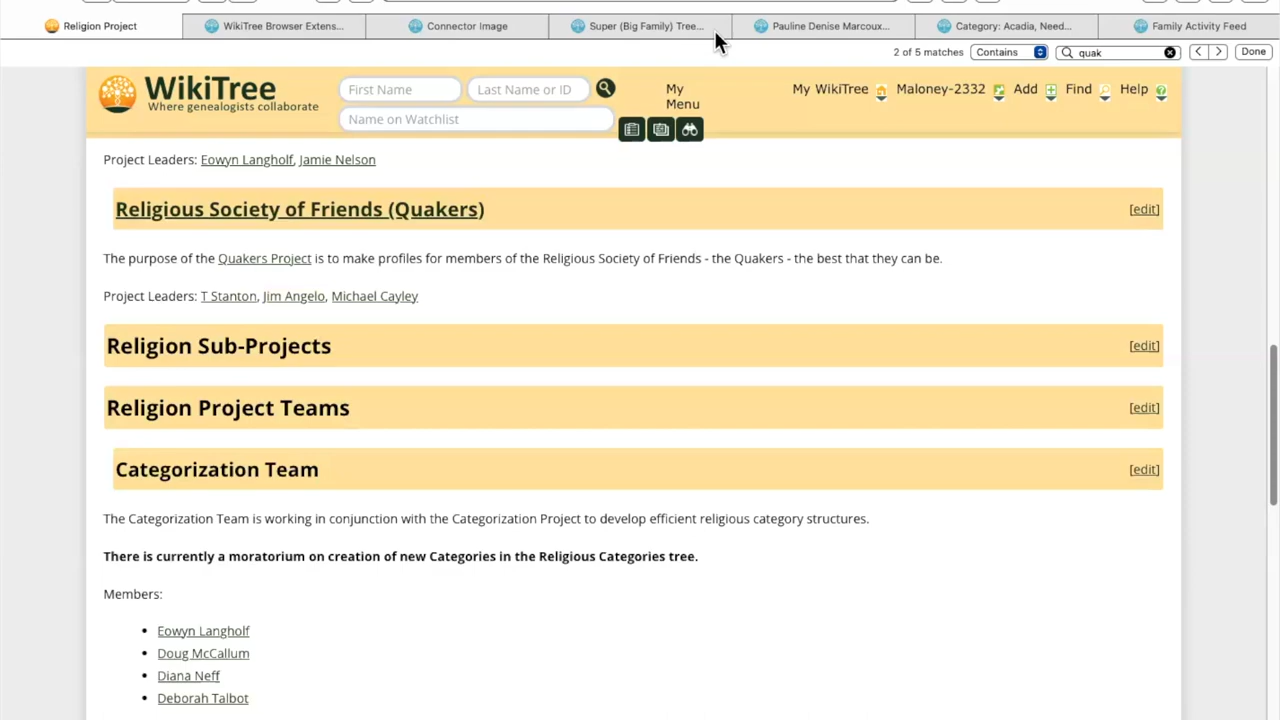 Religion Project
WikiTree Browser Extens...
Connector Image
Super (Big Family) Tree...
Pauline Denise Marcoux...
Category: Acadia, Need...
Family Activity Feed
2 of 5 matches
Contains
quak
Done
WikiTree
Where genealogists collaborate
First Name
Last Name or ID
Name on Watchlist
My
Menu
My WikiTree
Maloney-2332
Add
Find
Help
Project Leaders: Eowyn Langholf, Jamie Nelson
Religious Society of Friends (Quakers) [edit]
The purpose of the Quakers Project is to make profiles for members of the Religious Society of Friends - the Quakers - the best that they can be.
Project Leaders: T Stanton, Jim Angelo, Michael Cayley
Religion Sub-Projects [edit]
Religion Project Teams [edit]
Categorization Team [edit]
The Categorization Team is working in conjunction with the Categorization Project to develop efficient religious category structures.
There is currently a moratorium on creation of new Categories in the Religious Categories tree.
Members:
• Eowyn Langholf
• Doug McCallum
• Diana Neff
• Deborah Talbot